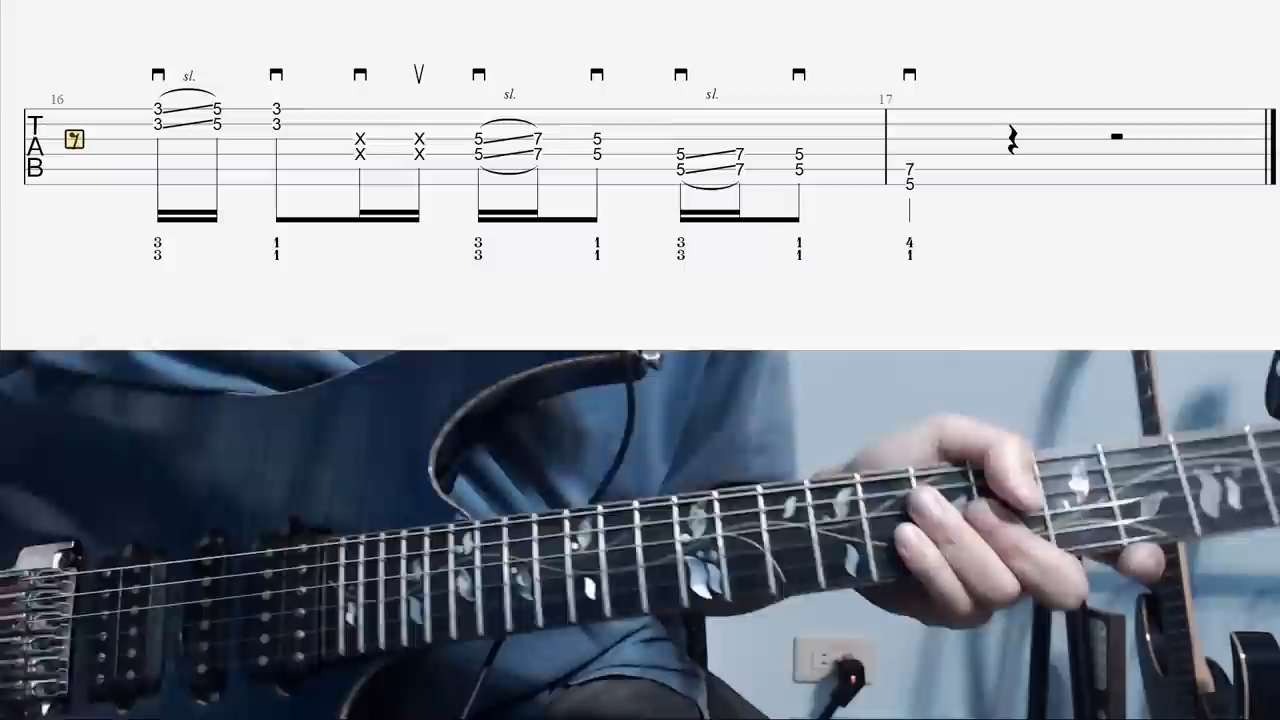 sl.
16 sl. sl. 17
T 3 5 3
3 5 3
A X X 5 7 5
X X 5 7 5 5 7 5
B 5 7 5 7
5
3 1 3 1 3 1 4
3 1 3 1 3 1 1